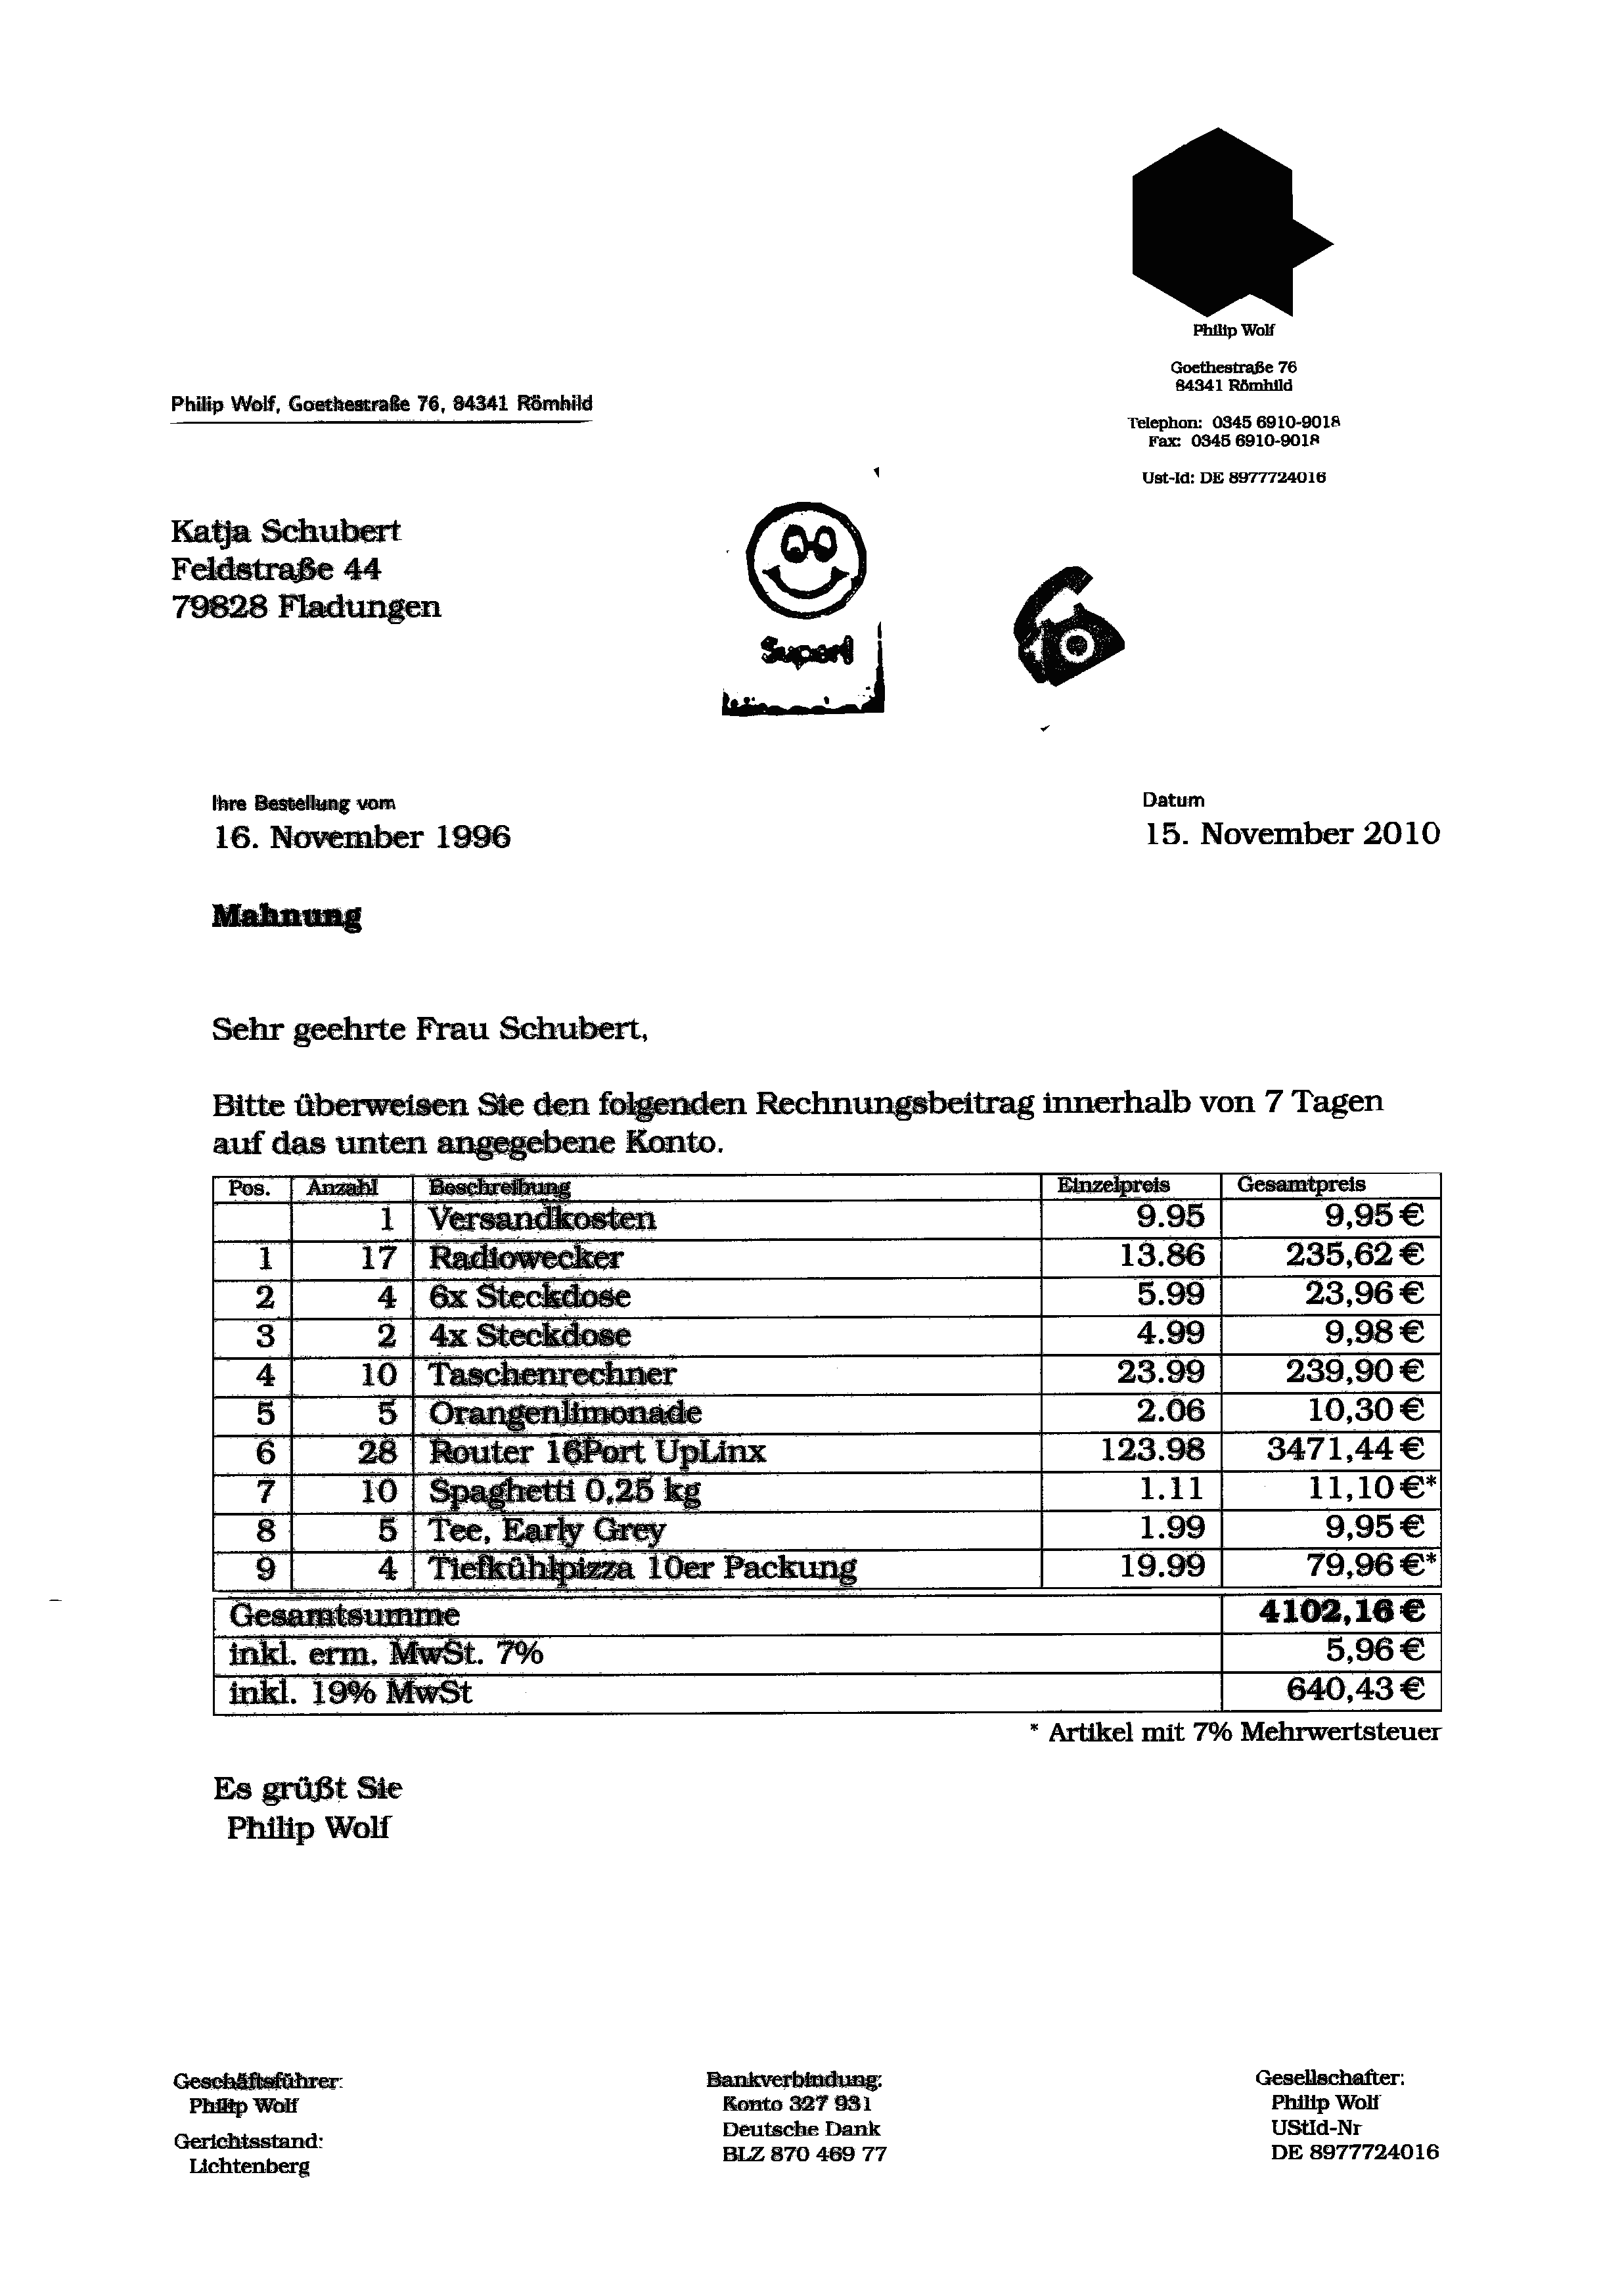 Philip Wolf
Goethestraße 76
84341 Römhild
Telephon: 0345 6910-9018
Fax: 0345 6910-9018
Ust-Id: DE 8977724016
Philip Wolf, Goethestraße 76, 84341 Römhild
Katja Schubert
Feldstraße 44
79828 Fladungen
Super!
Ihre Bestellung vom
16. November 1996
Datum
15. November 2010
Mahnung
Sehr geehrte Frau Schubert,
Bitte überweisen Sie den folgenden Rechnungsbeitrag innerhalb von 7 Tagen
auf das unten angegebene Konto.
Pos. Anzahl Beschreibung Einzelpreis Gesamtpreis
1 Versandkosten 9.95 9,95 €
1 17 Radiowecker 13.86 235,62 €
2 4 6x Steckdose 5.99 23,96 €
3 2 4x Steckdose 4.99 9,98 €
4 10 Taschenrechner 23.99 239,90 €
5 5 Orangenlimonade 2.06 10,30 €
6 28 Router 16Port UpLinx 123.98 3471,44 €
7 10 Spaghetti 0,25 kg 1.11 11,10 €*
8 5 Tee, Early Grey 1.99 9,95 €
9 4 Tiefkühlpizza 10er Packung 19.99 79,96 €*
Gesamtsumme 4102,16 €
inkl. erm. MwSt. 7% 5,96 €
inkl. 19% MwSt 640,43 €
* Artikel mit 7% Mehrwertsteuer
Es grüßt Sie
Philip Wolf
Geschäftsführer:
Philip Wolf
Gerichtsstand:
Lichtenberg
Bankverbindung:
Konto 327 931
Deutsche Dank
BLZ 870 469 77
Gesellschafter:
Philip Wolf
UStId-Nr
DE 8977724016